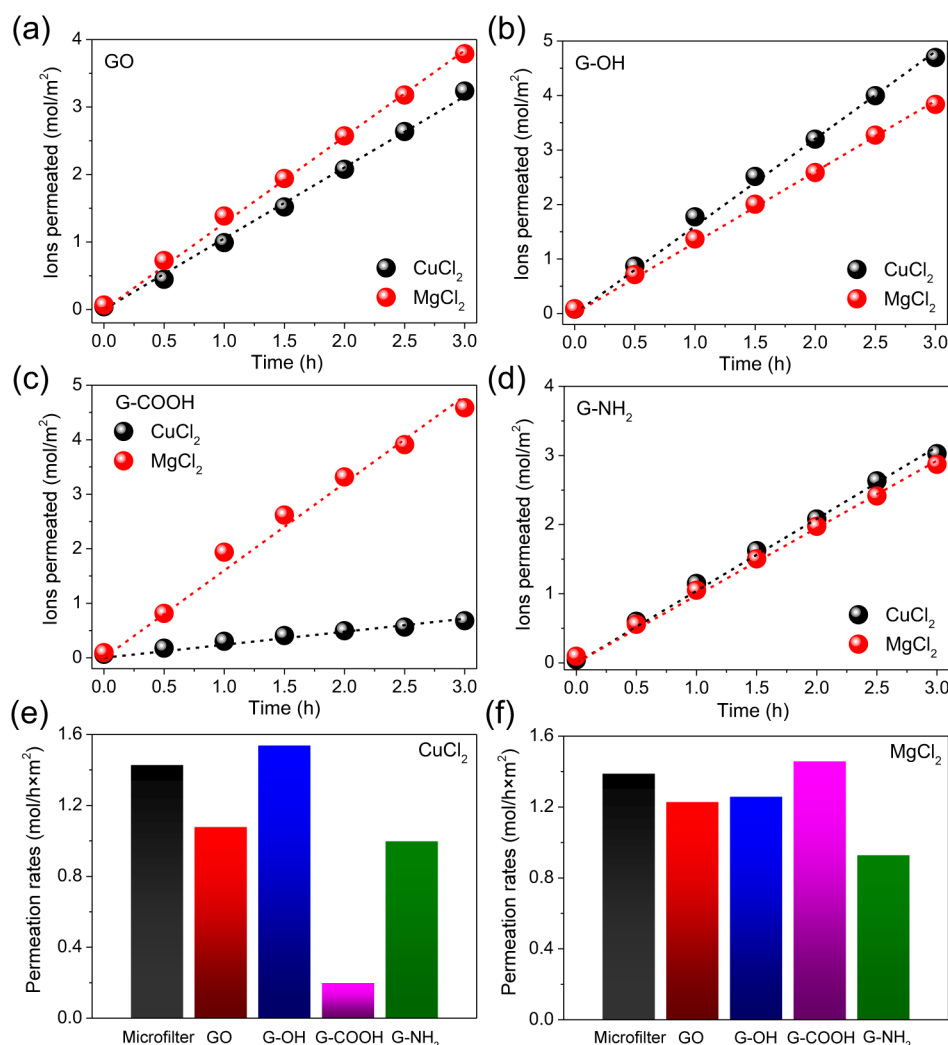 (a)
GO
Ions permeated (mol/m²)
4
3
2
1
0
0.0 0.5 1.0 1.5 2.0 2.5 3.0
Time (h)
CuCl₂
MgCl₂
(b)
G-OH
Ions permeated (mol/m²)
5
4
3
2
1
0
0.0 0.5 1.0 1.5 2.0 2.5 3.0
Time (h)
CuCl₂
MgCl₂
(c)
G-COOH
CuCl₂
MgCl₂
Ions permeated (mol/m²)
5
4
3
2
1
0
0.0 0.5 1.0 1.5 2.0 2.5 3.0
Time (h)
(d)
G-NH₂
Ions permeated (mol/m²)
4
3
2
1
0
0.0 0.5 1.0 1.5 2.0 2.5 3.0
Time (h)
CuCl₂
MgCl₂
(e)
CuCl₂
Permeation rates (mol/h×m²)
1.6
1.2
0.8
0.4
0.0
Microfilter GO G-OH G-COOH G-NH₂
(f)
MgCl₂
Permeation rates (mol/h×m²)
1.6
1.2
0.8
0.4
0.0
Microfilter GO G-OH G-COOH G-NH₂